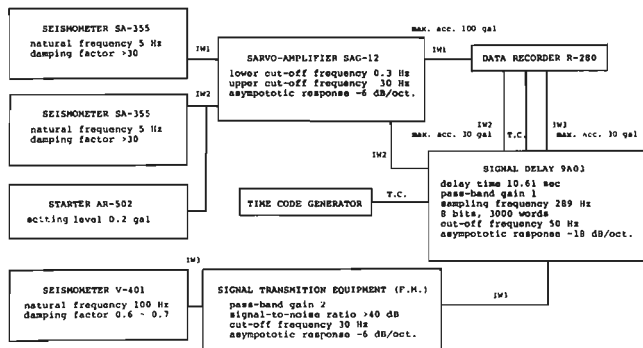 SEISMOMETER SA-355
natural frequency 5 Hz
damping factor >30
IW1
SEISMOMETER SA-355
natural frequency 5 Hz
damping factor >30
IW2
STARTER AR-502
setting level 0.2 gal
SARVO-AMPLIFIER SAG-12
lower cut-off frequency 0.3 Hz
upper cut-off frequency 30 Hz
asympototic response -6 dB/oct.
max. acc. 100 gal
IW1
DATA RECORDER R-280
IW2
max. acc. 30 gal
T.C.
IW3
max. acc. 30 gal
IW2
SIGNAL DELAY 9A03
delay time 10.61 sec
pass-band gain 1
sampling frequency 289 Hz
8 bits, 3000 words
cut-off frequency 50 Hz
asympototic response -18 dB/oct.
TIME CODE GENERATOR
T.C.
SEISMOMETER V-401
natural frequency 100 Hz
damping factor 0.6 ~ 0.7
IW3
SIGNAL TRANSMITION EQUIPMENT (F.M.)
pass-band gain 2
signal-to-noise ratio >40 dB
cut-off frequency 30 Hz
asympototic response -6 dB/oct.
IW3